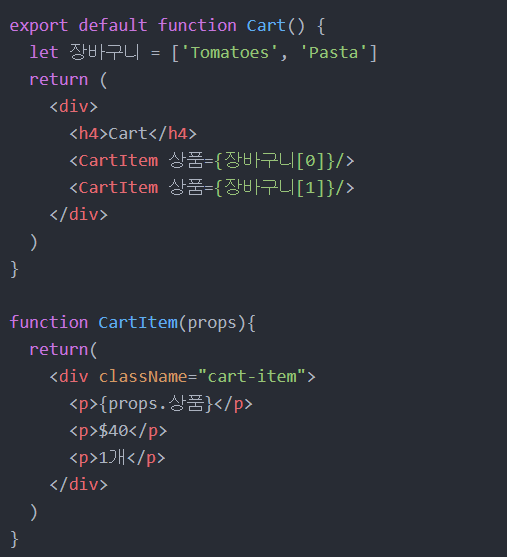 export default function Cart() {
  let 장바구니 = ['Tomatoes', 'Pasta']
  return (
    <div>
      <h4>Cart</h4>
      <CartItem 상품={장바구니[0]}/>
      <CartItem 상품={장바구니[1]}/>
    </div>
  )
}

function CartItem(props){
  return(
    <div className="cart-item">
      <p>{props.상품}</p>
      <p>$40</p>
      <p>1개</p>
    </div>
  )
}